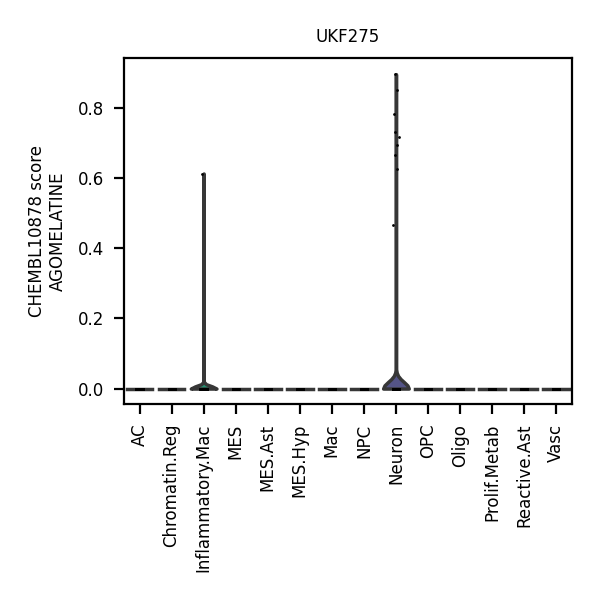 UKF275
CHEMBL10878 score
AGOMELATINE
0.8
0.6
0.4
0.2
0.0
AC
Chromatin.Reg
Inflammatory.Mac
MES
MES.Ast
MES.Hyp
Mac
NPC
Neuron
OPC
Oligo
Prolif.Metab
Reactive.Ast
Vasc